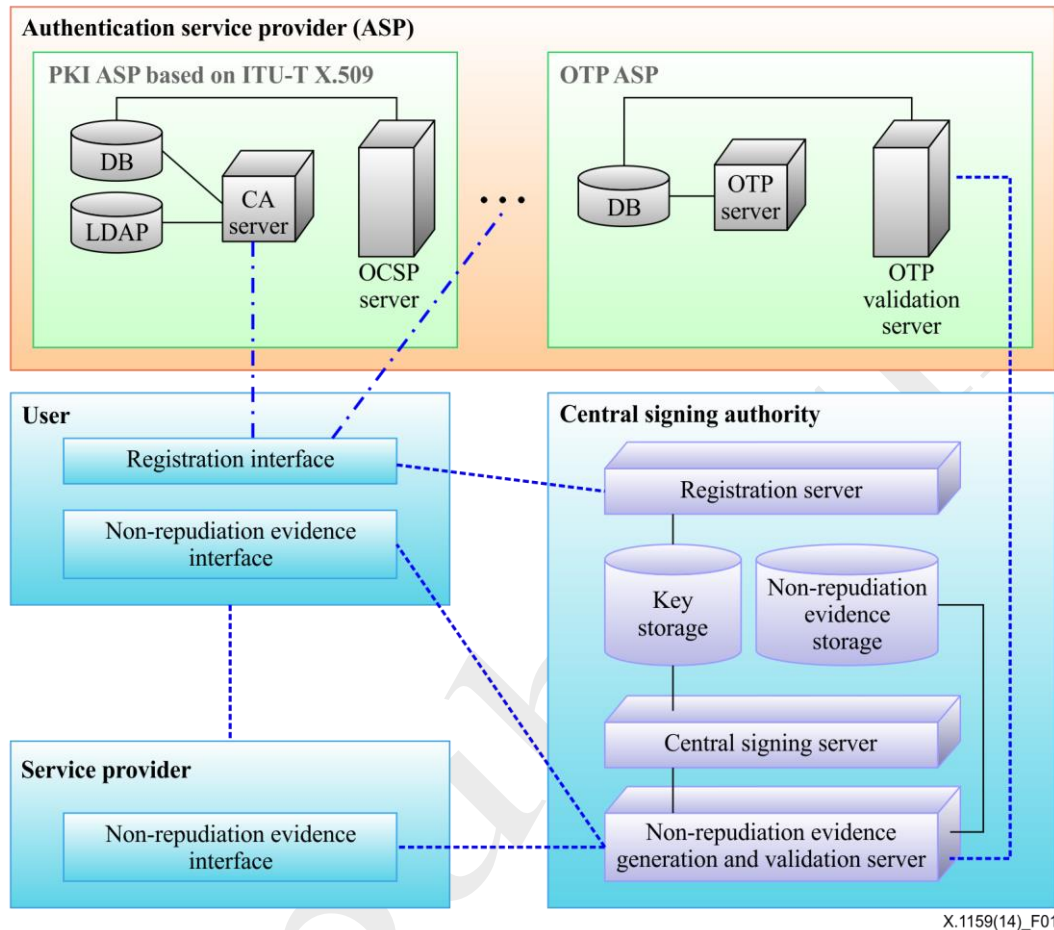 Authentication service provider (ASP)
PKI ASP based on ITU-T X.509
DB
LDAP
CA
server
OCSP
server
...
OTP ASP
DB
OTP
server
OTP
validation
server
User
Registration interface
Non-repudiation evidence
interface
Central signing authority
Registration server
Key
storage
Non-repudiation
evidence
storage
Central signing server
Non-repudiation evidence
generation and validation server
Service provider
Non-repudiation evidence
interface
X.1159(14)_F01